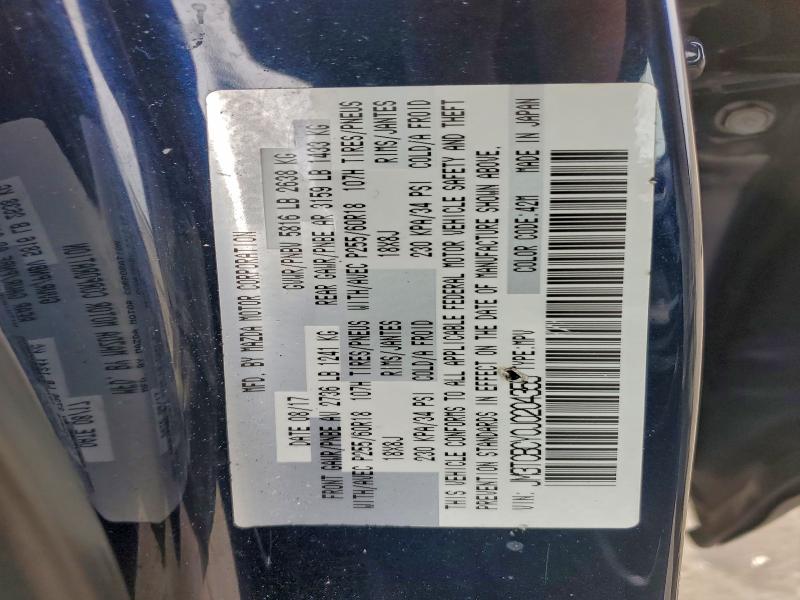 MFD. BY MAZDA MOTOR CORPORATION
DATE 08/17 GVWR/PNBV 5816 LB 2638 KG
FRONT GAWR/PNBE AV 2736 LB 1241 KG REAR GAWR/PNBE AR 3159 LB 1433 KG
WITH/AVEC P255/60R18 107H TIRES/PNEUS WITH/AVEC P255/60R18 107H TIRES/PNEUS
18X8J RIMS/JANTES 18X8J RIMS/JANTES
230 KPA/34 PSI COLD/A FROID 230 KPA/34 PSI COLD/A FROID
THIS VEHICLE CONFORMS TO ALL APPLICABLE FEDERAL MOTOR VEHICLE SAFETY AND THEFT
PREVENTION STANDARDS IN EFFECT ON THE DATE OF MANUFACTURE SHOWN ABOVE.
VIN: TYPE:MPV COLOR CODE:42M MADE IN JAPAN